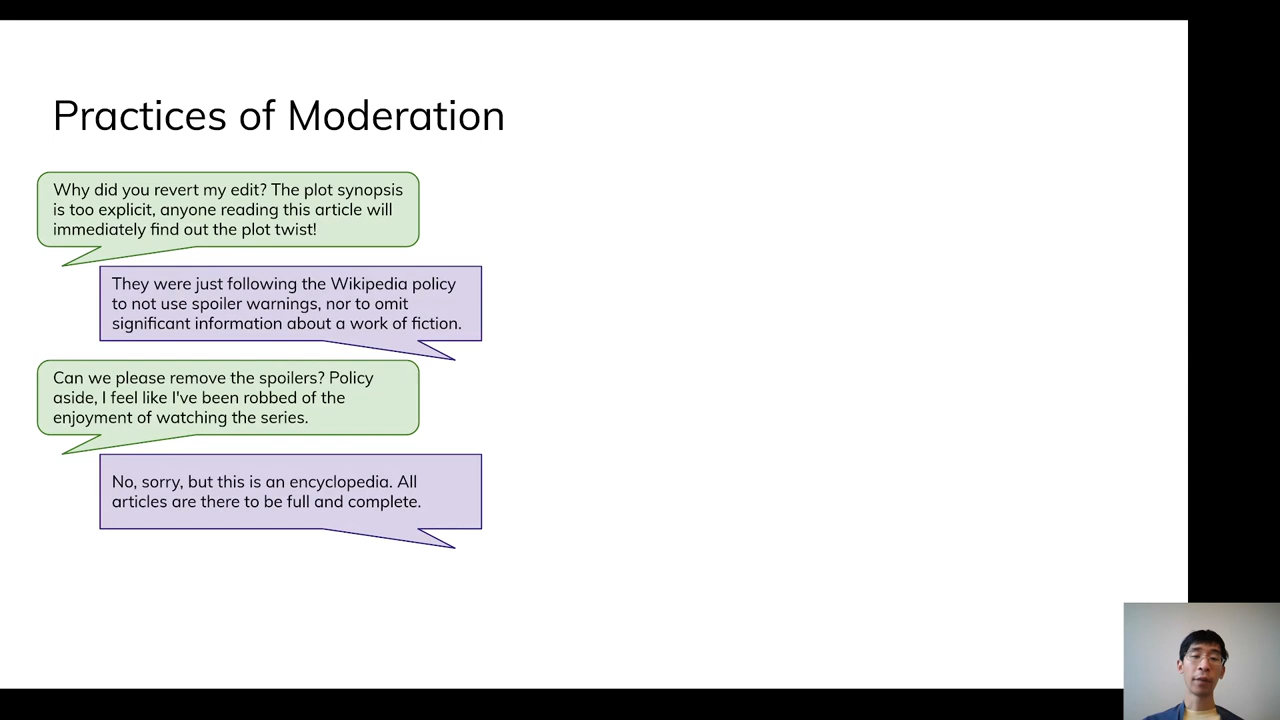 Practices of Moderation
Why did you revert my edit? The plot synopsis
is too explicit, anyone reading this article will
immediately find out the plot twist!
They were just following the Wikipedia policy
to not use spoiler warnings, nor to omit
significant information about a work of fiction.
Can we please remove the spoilers? Policy
aside, I feel like I've been robbed of the
enjoyment of watching the series.
No, sorry, but this is an encyclopedia. All
articles are there to be full and complete.